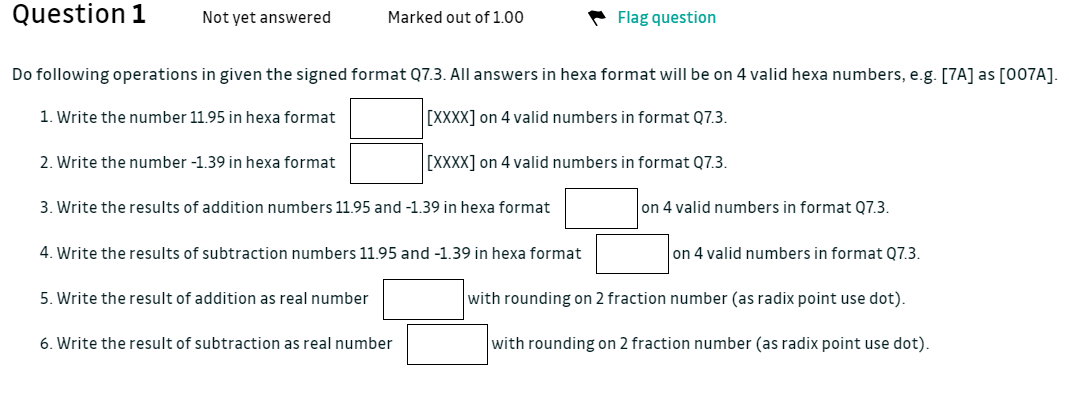 Question 1 Not yet answered Marked out of 1.00 Flag question
Do following operations in given the signed format Q7.3. All answers in hexa format will be on 4 valid hexa numbers, e.g. [7A] as [007A].
1. Write the number 11.95 in hexa format [XXXX] on 4 valid numbers in format Q7.3.
2. Write the number -1.39 in hexa format [XXXX] on 4 valid numbers in format Q7.3.
3. Write the results of addition numbers 11.95 and -1.39 in hexa format on 4 valid numbers in format Q7.3.
4. Write the results of subtraction numbers 11.95 and -1.39 in hexa format on 4 valid numbers in format Q7.3.
5. Write the result of addition as real number with rounding on 2 fraction number (as radix point use dot).
6. Write the result of subtraction as real number with rounding on 2 fraction number (as radix point use dot).